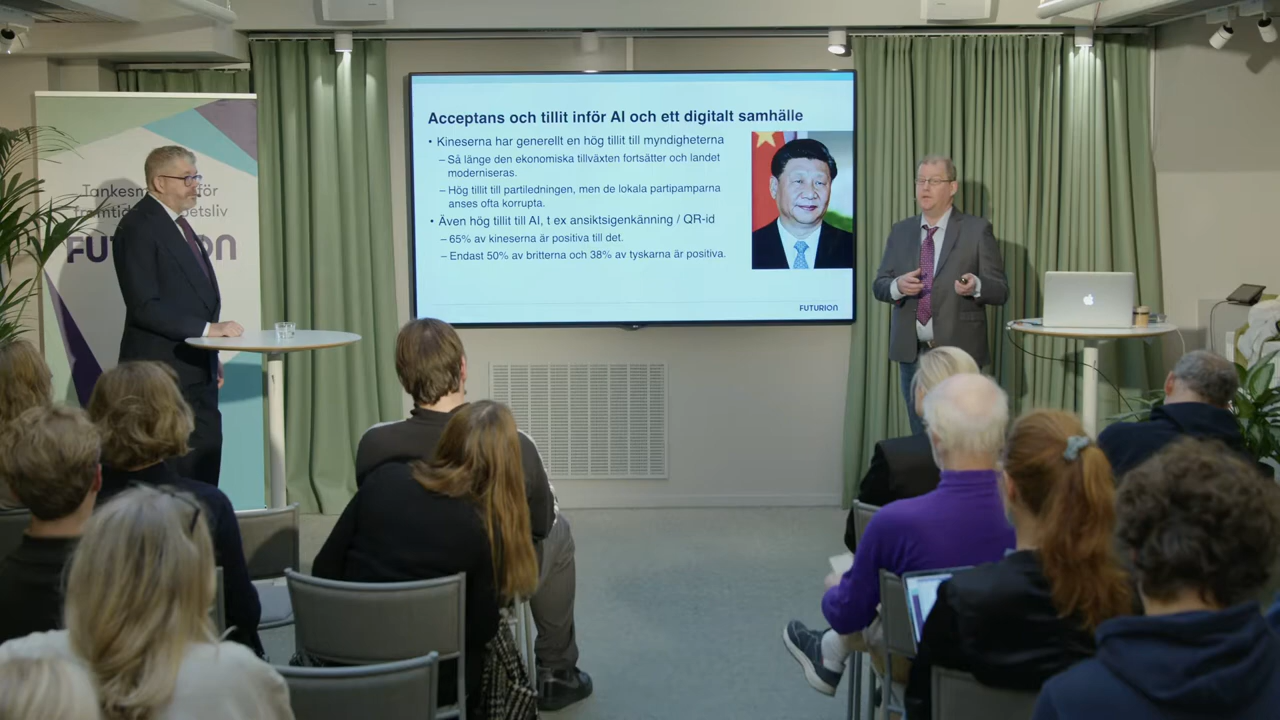 Acceptans och tillit inför AI och ett digitalt samhälle
• Kineserna har generellt en hög tillit till myndigheterna
– Så länge den ekonomiska tillväxten fortsätter och landet
moderniseras.
– Hög tillit till partiledningen, men de lokala partipamparna
anses ofta korrupta.
• Även hög tillit till AI, t ex ansiktsigenkänning / QR-id
– 65% av kineserna är positiva till det.
– Endast 50% av britterna och 38% av tyskarna är positiva.
FUTURION
för